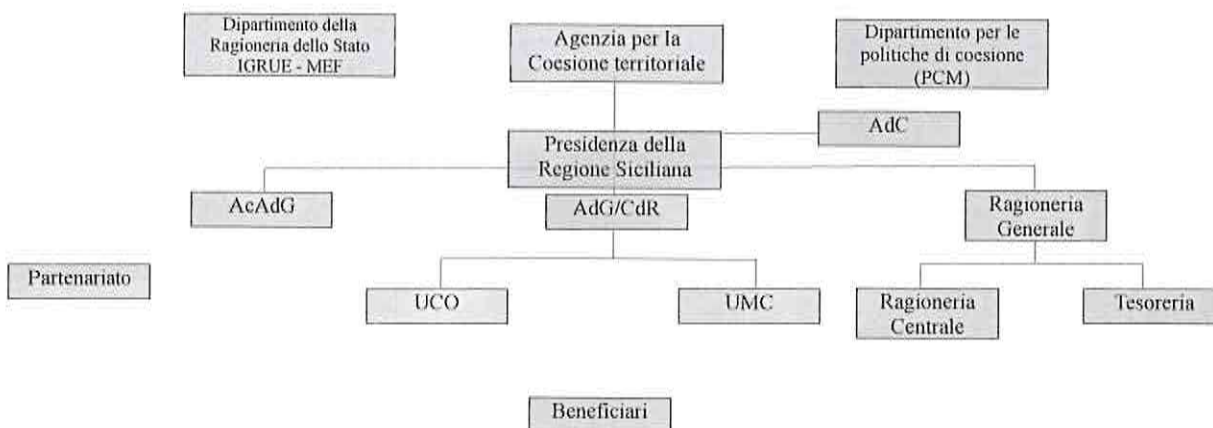 Dipartimento della
Ragioneria dello Stato
IGRUE - MEF
Agenzia per la
Coesione territoriale
Dipartimento per le
politiche di coesione
(PCM)
AdC
Presidenza della
Regione Siciliana
AcAdG
AdG/CdR
Ragioneria
Generale
Partenariato
UCO
UMC
Ragioneria
Centrale
Tesoreria
Beneficiari